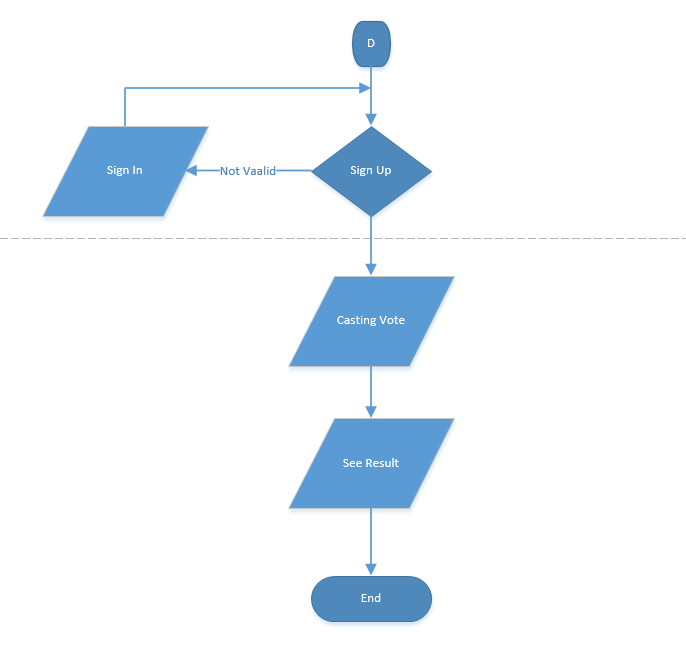 D
Sign In
Not Vaalid
Sign Up
Casting Vote
See Result
End